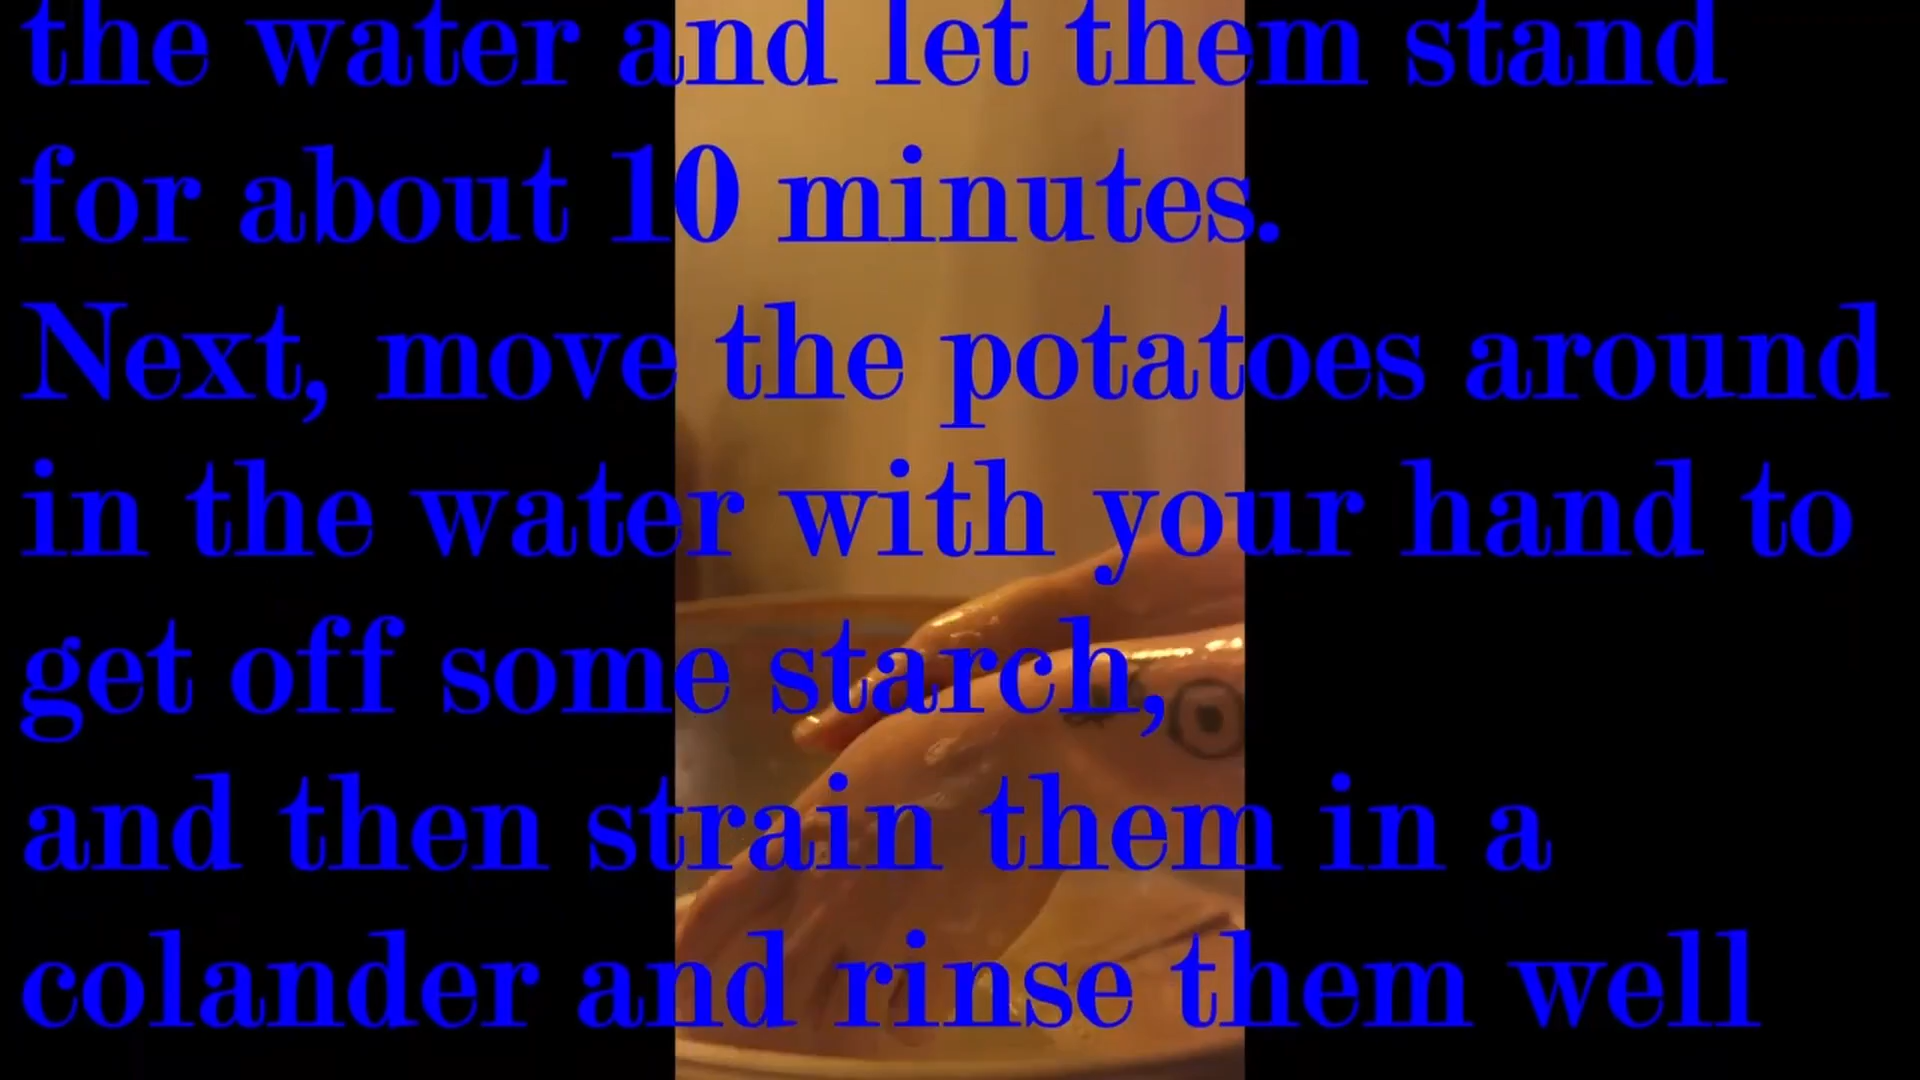 the water and let them stand
for about 10 minutes.
Next, move the potatoes around
in the water with your hand to
get off some starch,
and then strain them in a
colander and rinse them well